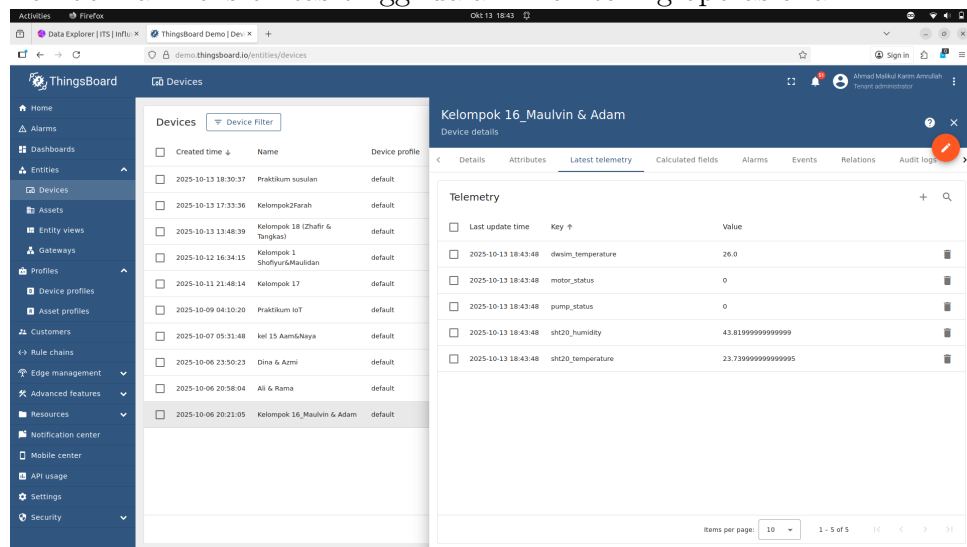 Activities
Firefox
Okt 13 18:43
Data Explorer | ITS | Influ
ThingsBoard Demo | Devi
demo.thingsboard.io/entities/devices
Sign in
ThingsBoard
Devices
Ahmad Malikul Karim Amrullah
Tenant administrator
Home
Alarms
Dashboards
Entities
Devices
Assets
Entity views
Gateways
Profiles
Device profiles
Asset profiles
Customers
Rule chains
Edge management
Advanced features
Resources
Notification center
Mobile center
API usage
Settings
Security
Devices
Device Filter
Created time Name Device profile
2025-10-13 18:30:37 Praktikum susulan default
2025-10-13 17:33:36 Kelompok2Farah default
2025-10-13 13:48:39 Kelompok 18 (Zhafir & Tangkas) default
2025-10-12 16:34:15 Kelompok 1 Shofiyur&Maulidan default
2025-10-11 21:48:14 Kelompok 17 default
2025-10-09 04:10:20 Praktikum IoT default
2025-10-07 05:31:48 kel 15 Aam&Naya default
2025-10-06 23:50:23 Dina & Azmi default
2025-10-06 20:58:04 Ali & Rama default
2025-10-06 20:21:05 Kelompok 16_Maulvin & Adam default
Kelompok 16_Maulvin & Adam
Device details
Details Attributes Latest telemetry Calculated fields Alarms Events Relations Audit logs
Telemetry
Last update time Key Value
2025-10-13 18:43:48 dwsim_temperature 26.0
2025-10-13 18:43:48 motor_status 0
2025-10-13 18:43:48 pump_status 0
2025-10-13 18:43:48 sht20_humidity 43.81999999999999
2025-10-13 18:43:48 sht20_temperature 23.739999999999995
Items per page: 10 1 – 5 of 5